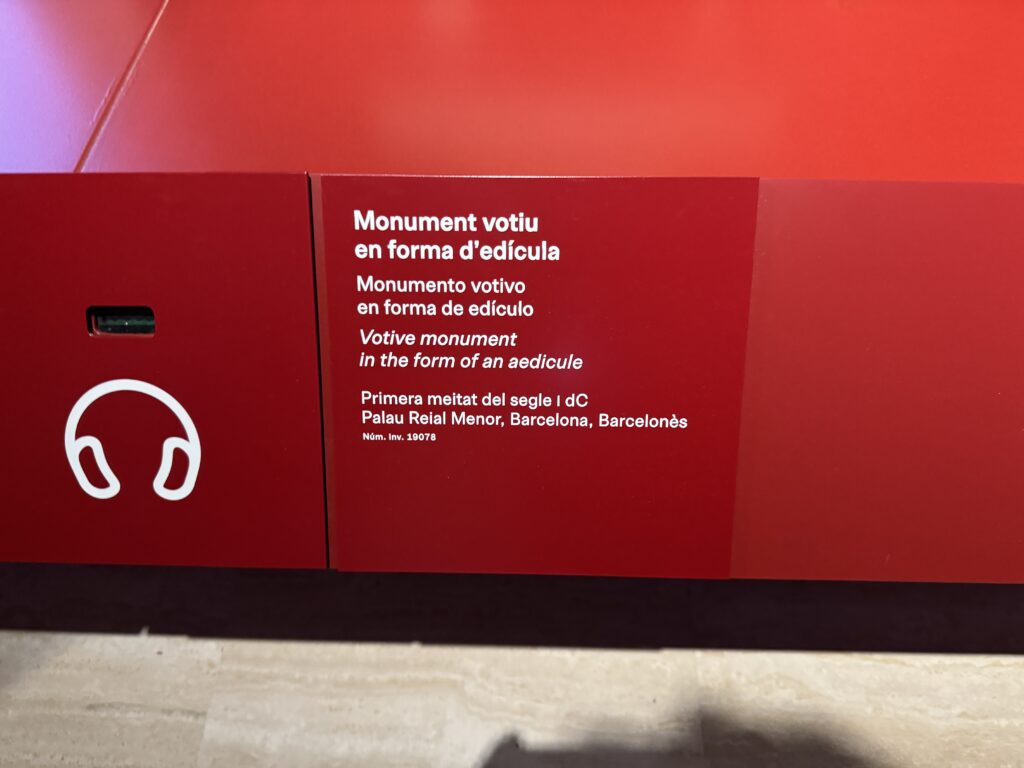 Monument votiu
en forma d'edícula
Monumento votivo
en forma de edículo
Votive monument
in the form of an aedicule
Primera meitat del segle I dC
Palau Reial Menor, Barcelona, Barcelonès
Núm. Inv. 19078